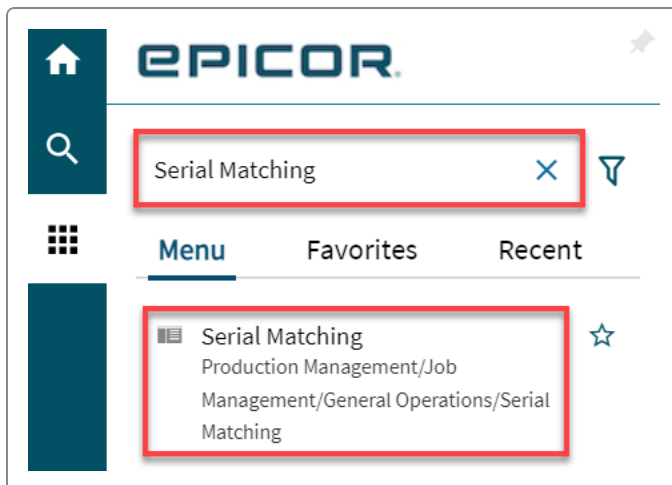 EPICOR.
Serial Matching
Menu Favorites Recent
Serial Matching
Production Management/Job
Management/General Operations/Serial
Matching